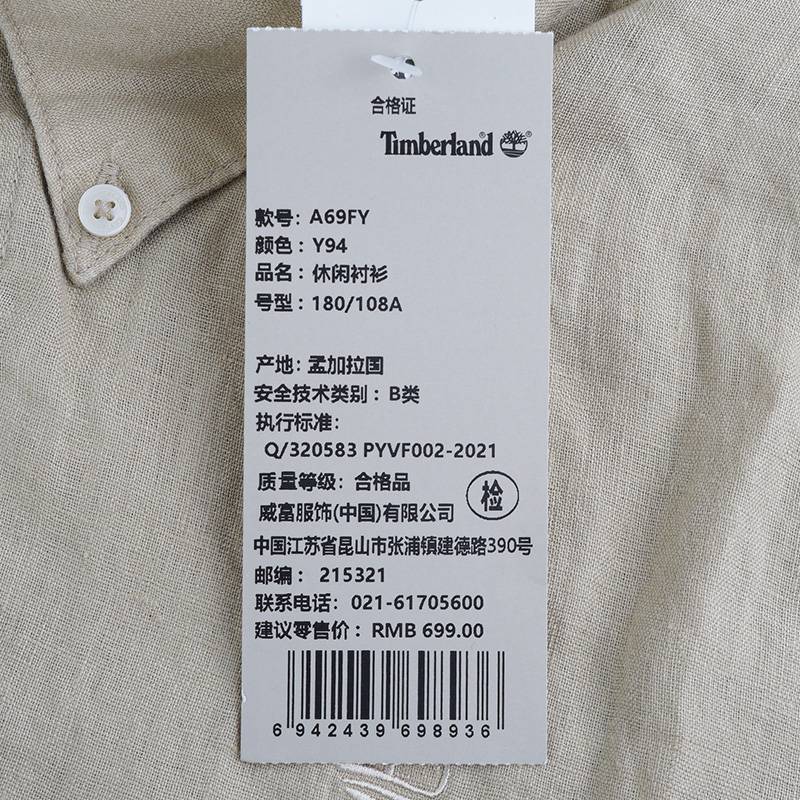 合格证
Timberland®
款号: A69FY
颜色: Y94
品名: 休闲衬衫
号型: 180/108A
产地: 孟加拉国
安全技术类别: B类
执行标准:
Q/320583 PYVF002-2021
质量等级: 合格品
检
威富服饰(中国)有限公司
中国江苏省昆山市张浦镇建德路390号
邮编: 215321
联系电话: 021-61705600
建议零售价: RMB 699.00
6 942439 698936